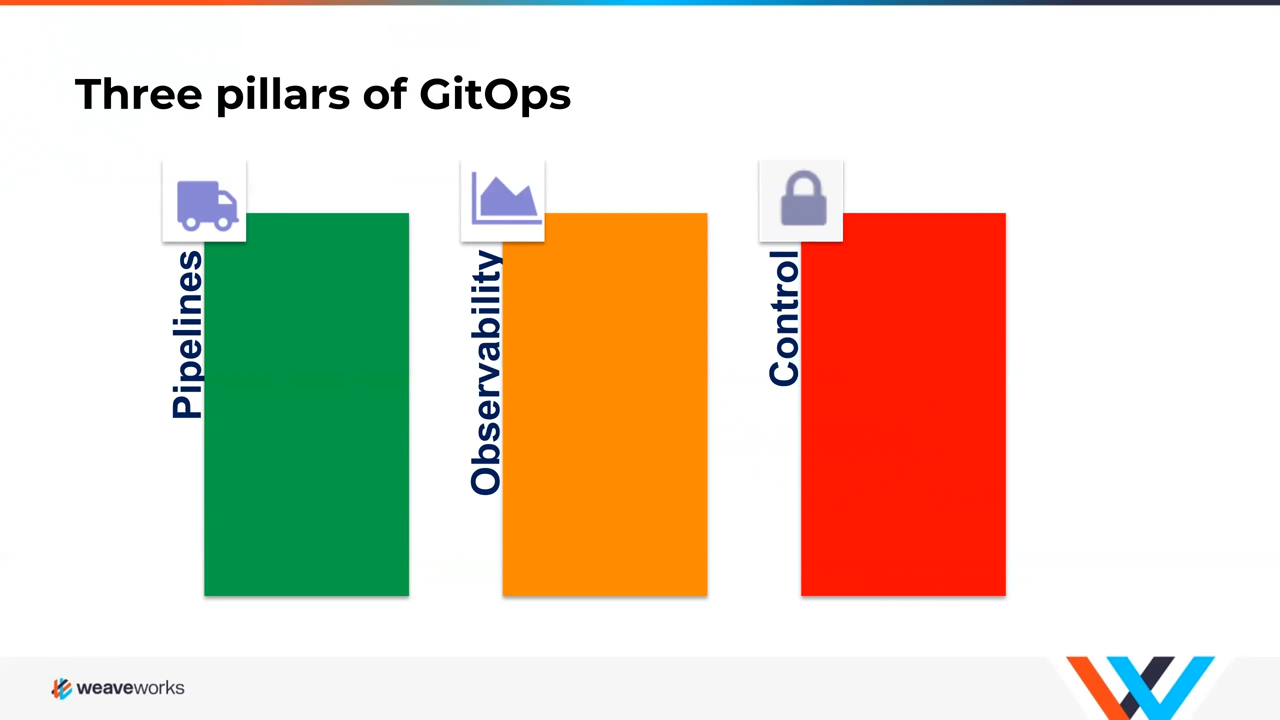 Three pillars of GitOps
Pipelines
Observability
Control
weaveworks